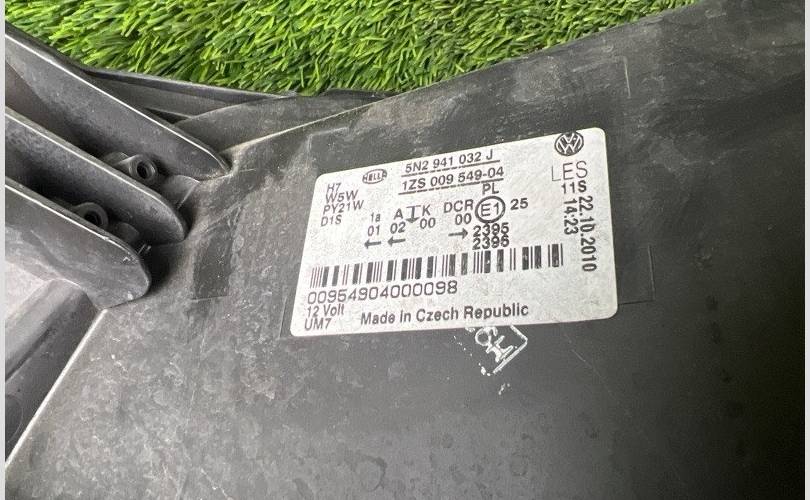 HELLA
5N2 941 032 J
1ZS 009 549-04
H7
W5W
PY21W
D1S
PL
LES
11S
22.10.2010
14:23
1a A K DCR E1 25
01 02 00 00
2395
2396
00954904000098
12 Volt
UM7
Made in Czech Republic